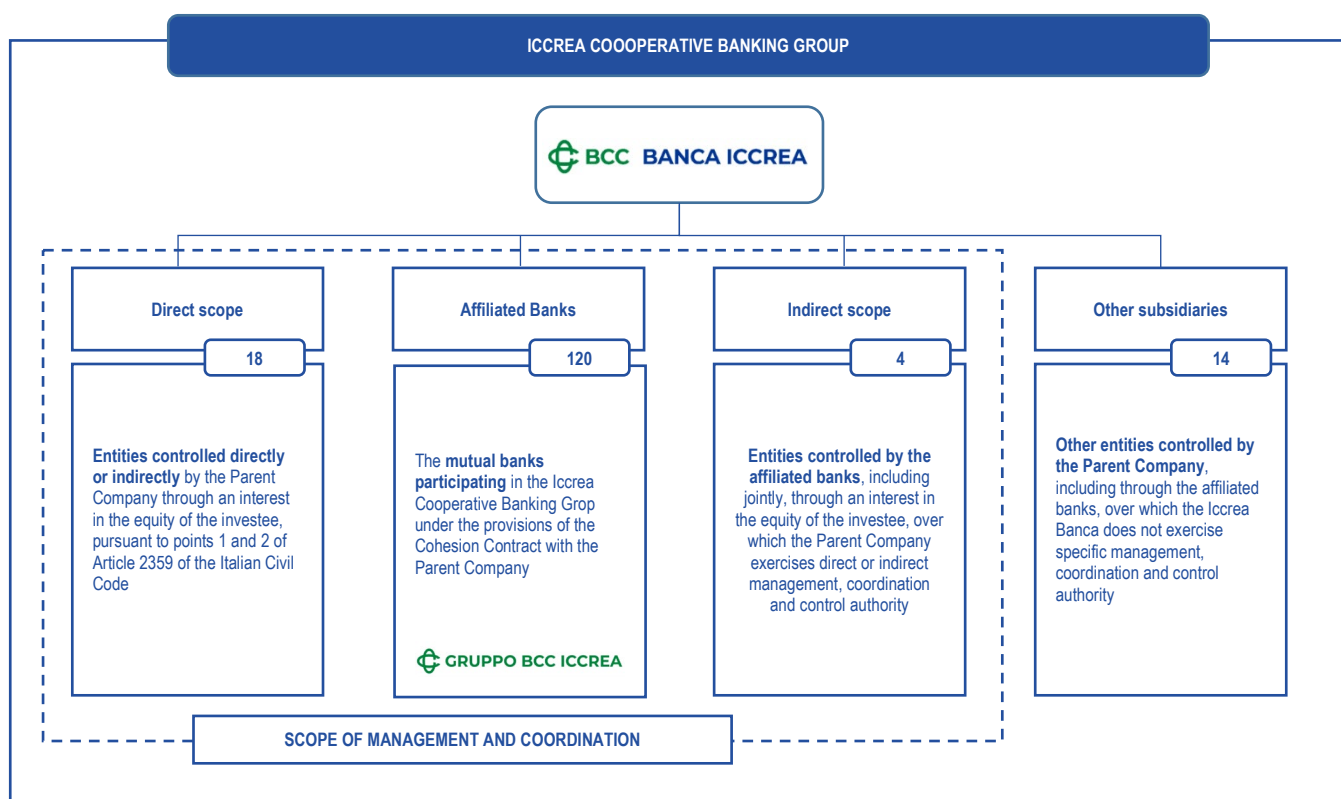 ICCREA COOOPERATIVE BANKING GROUP
BCC BANCA ICCREA
Direct scope
18
Entities controlled directly
or indirectly by the Parent
Company through an interest
in the equity of the investee,
pursuant to points 1 and 2 of
Article 2359 of the Italian Civil
Code
Affiliated Banks
120
The mutual banks
participating in the Iccrea
Cooperative Banking Grop
under the provisions of the
Cohesion Contract with the
Parent Company
GRUPPO BCC ICCREA
Indirect scope
4
Entities controlled by the
affiliated banks, including
jointly, through an interest in
the equity of the investee, over
which the Parent Company
exercises direct or indirect
management, coordination
and control authority
Other subsidiaries
14
Other entities controlled by
the Parent Company,
including through the affiliated
banks, over which the Iccrea
Banca does not exercise
specific management,
coordination and control
authority
SCOPE OF MANAGEMENT AND COORDINATION